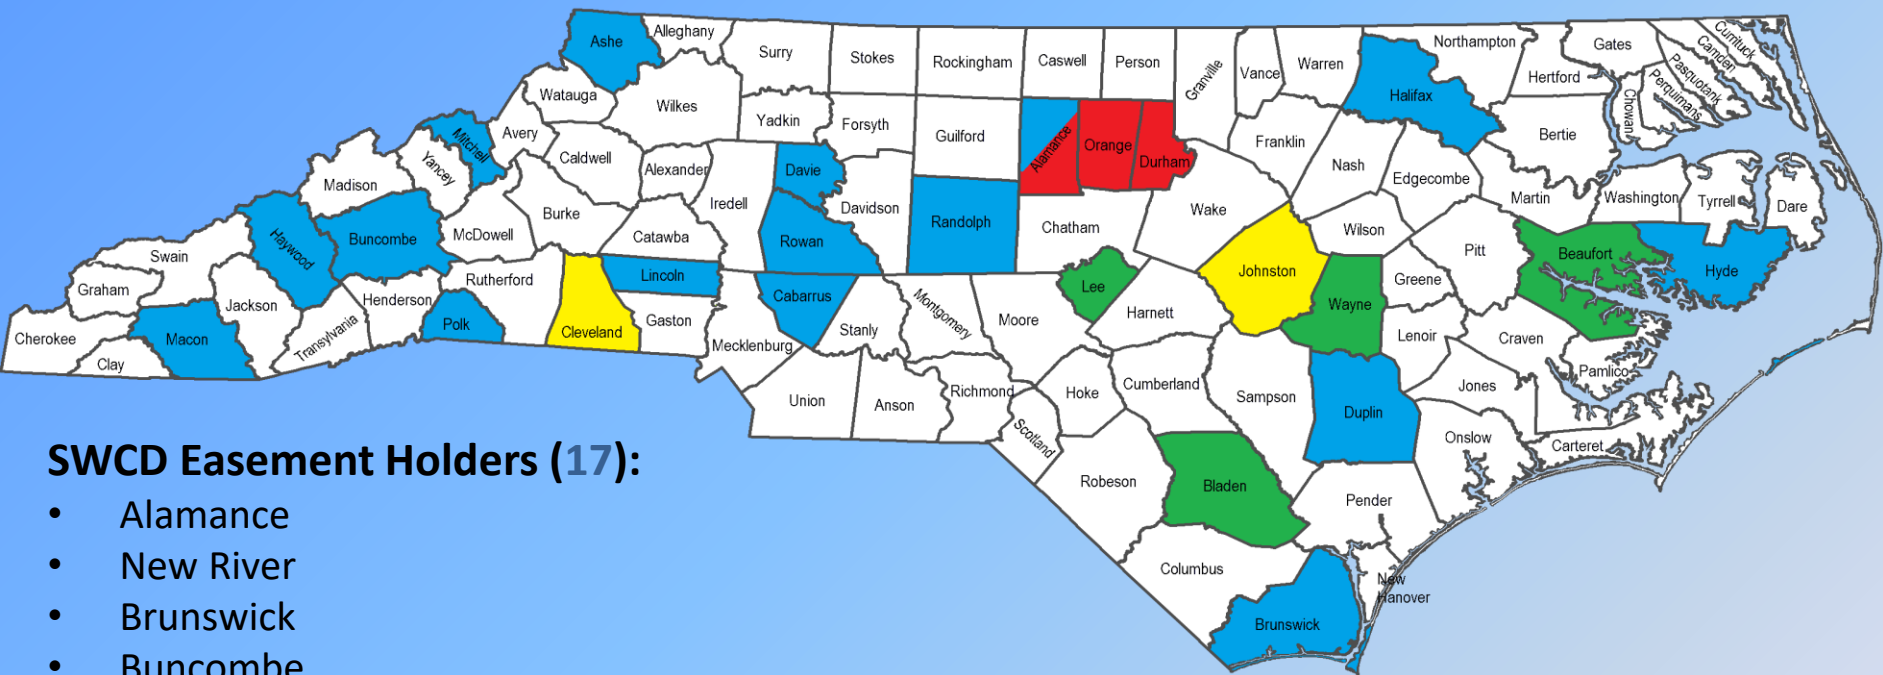 Ashe
Alleghany
Surry
Stokes
Rockingham
Caswell
Person
Granville
Vance
Warren
Northampton
Gates
Currituck
Camden
Pasquotank
Perquimans
Hertford
Chowan
Halifax
Bertie
Watauga
Wilkes
Yadkin
Forsyth
Guilford
Alamance
Orange
Durham
Franklin
Nash
Edgecombe
Martin
Washington
Tyrrell
Dare
Mitchell
Avery
Caldwell
Alexander
Davie
Iredell
Davidson
Randolph
Chatham
Wake
Wilson
Pitt
Beaufort
Hyde
Madison
Yancey
Burke
McDowell
Catawba
Rowan
Swain
Haywood
Buncombe
Rutherford
Lincoln
Cabarrus
Lee
Johnston
Wayne
Greene
Graham
Jackson
Henderson
Polk
Cleveland
Gaston
Mecklenburg
Stanly
Montgomery
Moore
Harnett
Lenoir
Craven
Pamlico
Cherokee
Clay
Macon
Transylvania
Union
Anson
Richmond
Scotland
Hoke
Cumberland
Sampson
Duplin
Jones
Onslow
Carteret
Robeson
Bladen
Pender
Columbus
Brunswick
New
Hanover
SWCD Easement Holders (17):
• Alamance
• New River
• Brunswick
• Buncombe